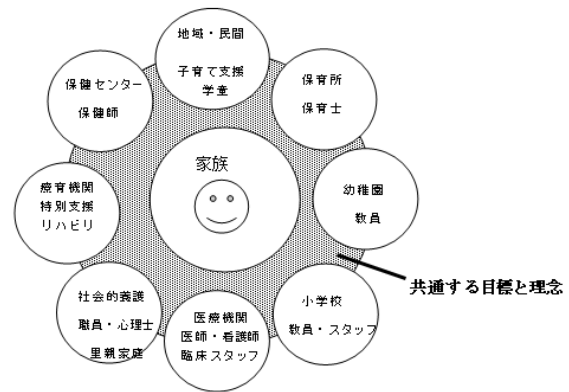 地域・民間
子育て支援
学童
保健センター
保健師
保育所
保育士
家族
療育機関
特別支援
リハビリ
幼稚園
教員
共通する目標と理念
社会的義護
職員・心理士
里親家庭
医療機関
医師・看護師
臨床スタッフ
小学校
教員・スタッフ